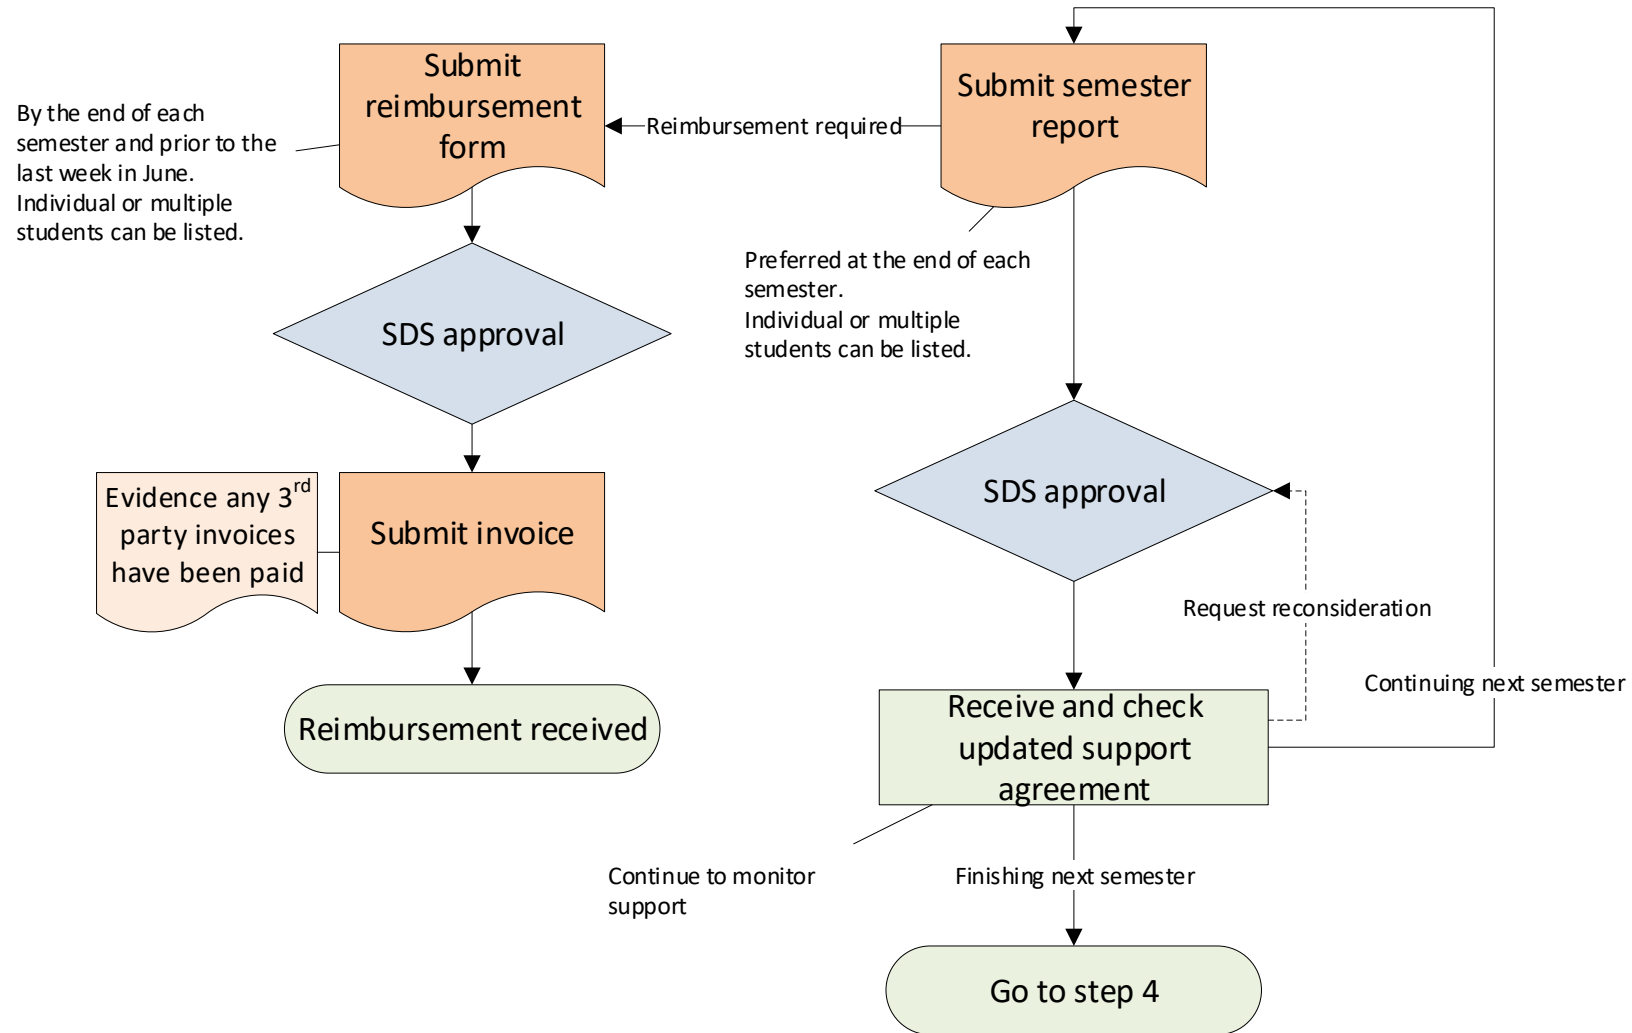 Submit
reimbursement
form
Submit semester
report
By the end of each
semester and prior to the
last week in June.
Individual or multiple
students can be listed.
Reimbursement required
Preferred at the end of each
semester.
Individual or multiple
students can be listed.
SDS approval
SDS approval
Evidence any 3rd
party invoices
have been paid
Submit invoice
Request reconsideration
Continuing next semester
Reimbursement received
Receive and check
updated support
agreement
Continue to monitor
support
Finishing next semester
Go to step 4